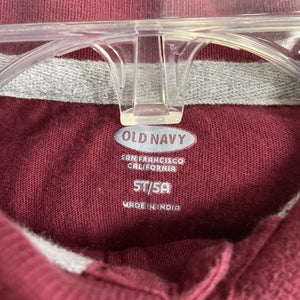 OLD NAVY
SAN FRANCISCO
CALIFORNIA
5T/5A
MADE IN INDIA